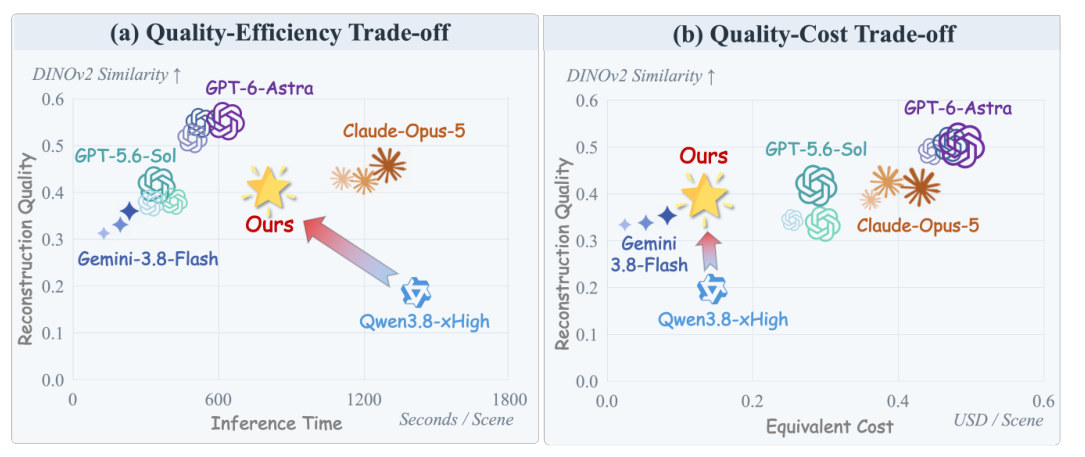 (a) Quality-Efficiency Trade-off
DINOv2 Similarity ↑
Reconstruction Quality
0.6
0.5
0.4
0.3
0.2
0.1
0.0
GPT-6-Astra
Claude-Opus-5
GPT-5.6-Sol
Ours
Gemini-3.8-Flash
Qwen3.8-xHigh
0
600
1200
1800
Inference Time
Seconds / Scene
(b) Quality-Cost Trade-off
DINOv2 Similarity ↑
Reconstruction Quality
0.6
0.5
0.4
0.3
0.2
0.1
0.0
GPT-6-Astra
Ours
GPT-5.6-Sol
Claude-Opus-5
Gemini
3.8-Flash
Qwen3.8-xHigh
0.0
0.2
0.4
0.6
Equivalent Cost
USD / Scene